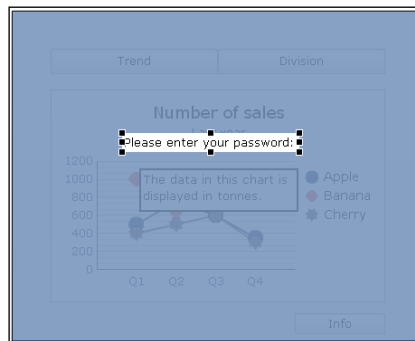 Trend Division
Number of sales
Please enter your password:
1200
1000
800
600
400
200
0
The data in this chart is
displayed in tonnes.
Apple
Banana
Cherry
Q1 Q2 Q3 Q4
Info